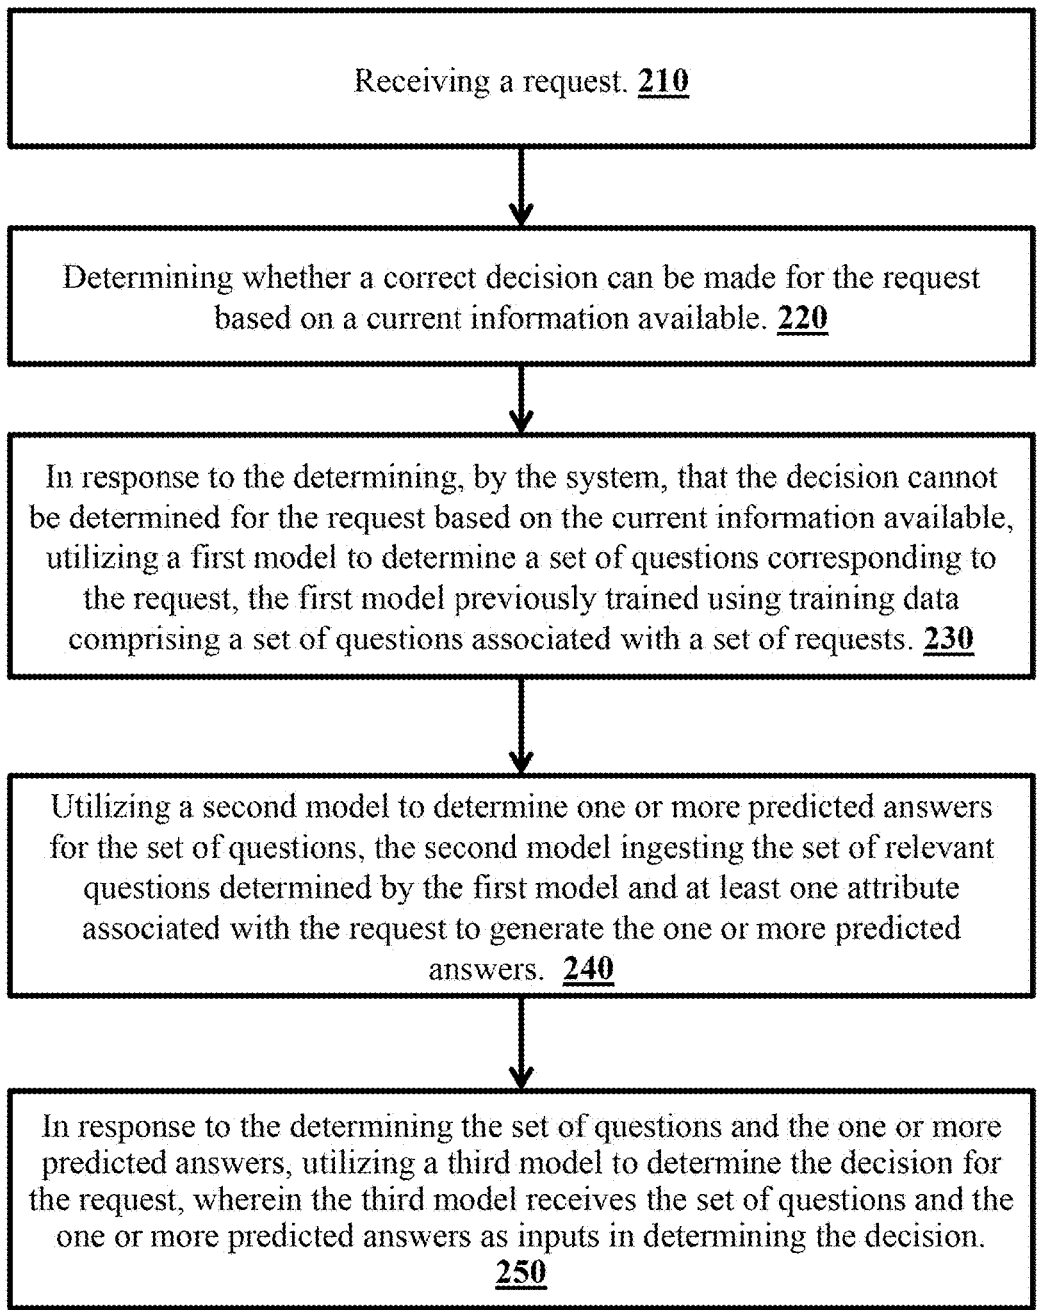 Receiving a request. 210
Determining whether a correct decision can be made for the request
based on a current information available. 220
In response to the determining, by the system, that the decision cannot
be determined for the request based on the current information available,
utilizing a first model to determine a set of questions corresponding to
the request, the first model previously trained using training data
comprising a set of questions associated with a set of requests. 230
Utilizing a second model to determine one or more predicted answers
for the set of questions, the second model ingesting the set of relevant
questions determined by the first model and at least one attribute
associated with the request to generate the one or more predicted
answers. 240
In response to the determining the set of questions and the one or more
predicted answers, utilizing a third model to determine the decision for
the request, wherein the third model receives the set of questions and the
one or more predicted answers as inputs in determining the decision.
250